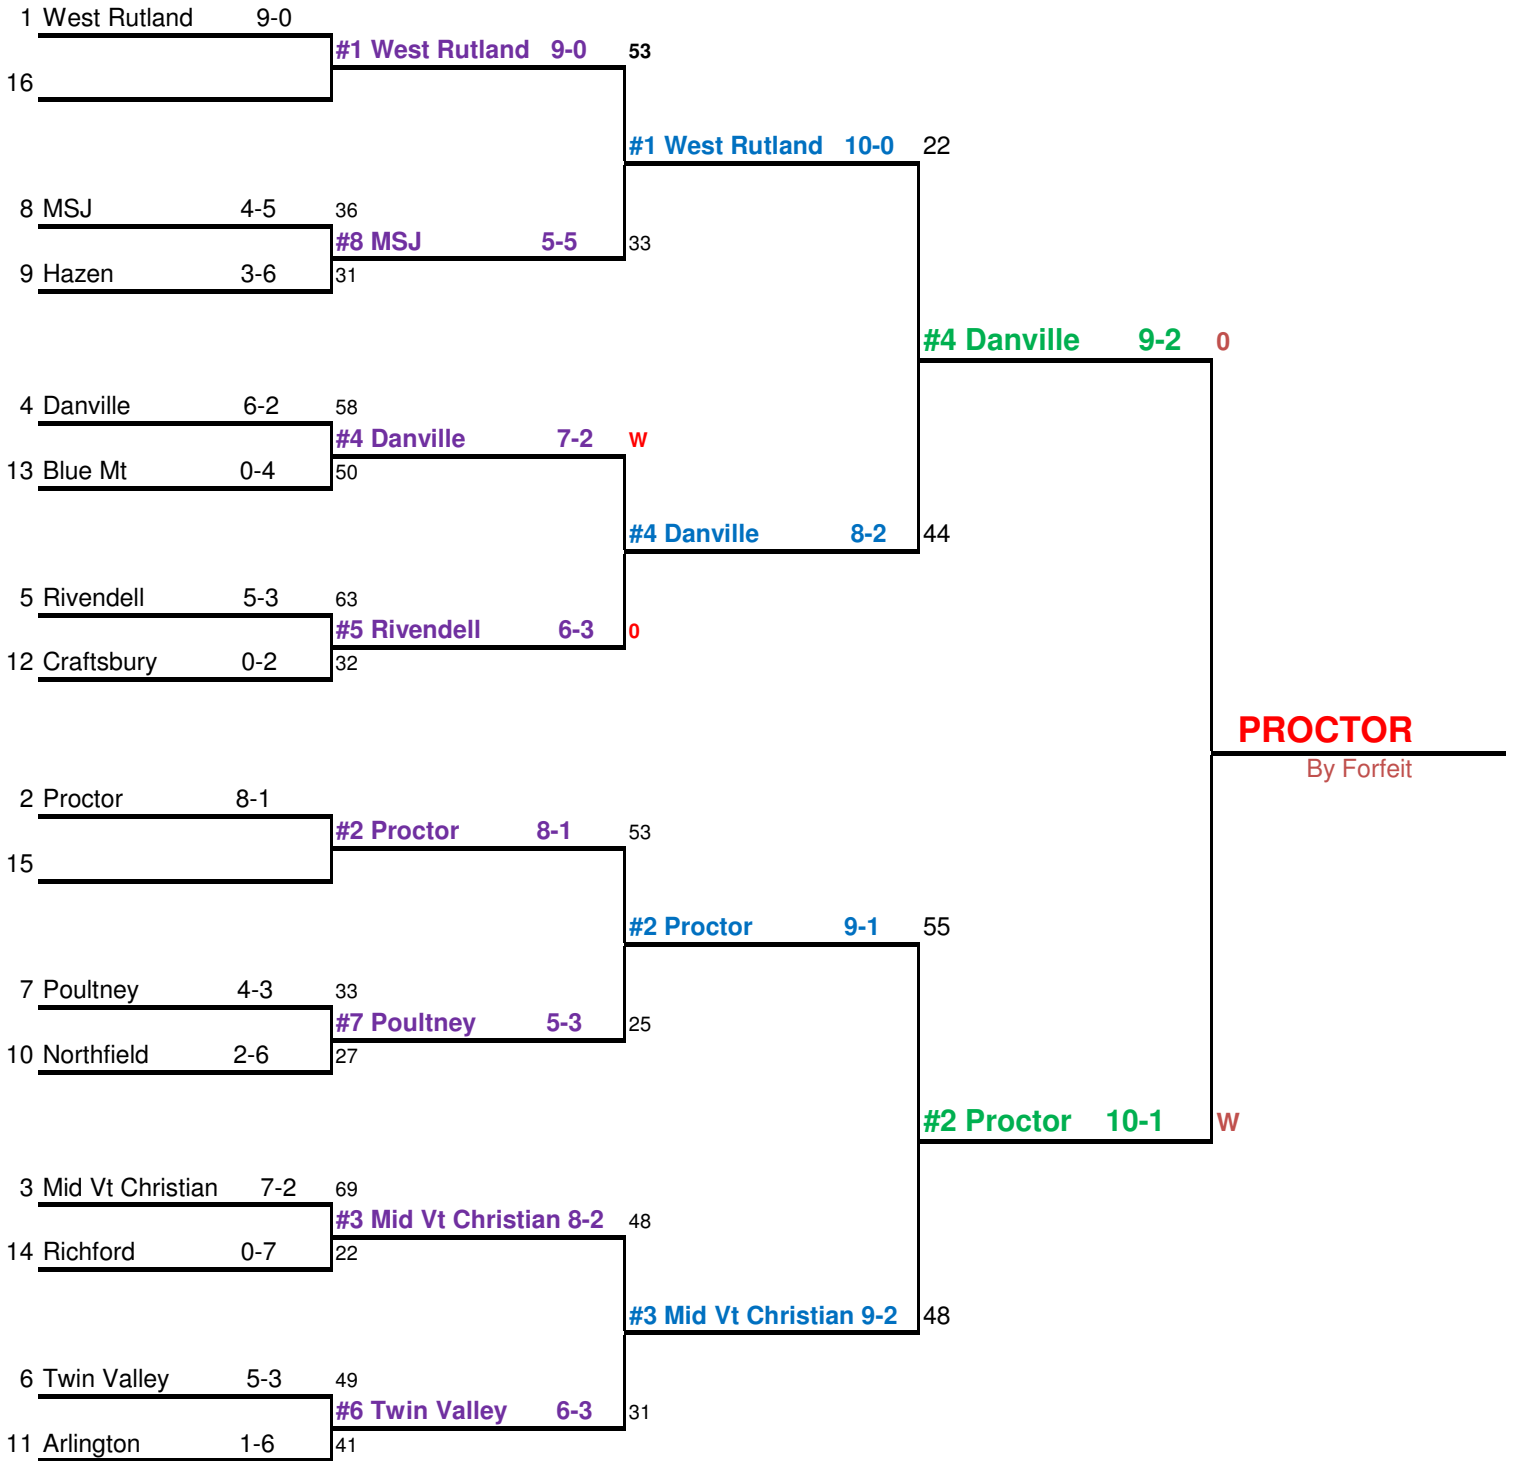 1 West Rutland 9-0
#1 West Rutland 9-0 53
16
#1 West Rutland 10-0 22
8 MSJ 4-5 36
#8 MSJ 5-5 33
9 Hazen 3-6 31
#4 Danville 9-2 0
4 Danville 6-2 58
#4 Danville 7-2 W
13 Blue Mt 0-4 50
#4 Danville 8-2 44
5 Rivendell 5-3 63
#5 Rivendell 6-3 0
12 Craftsbury 0-2 32
PROCTOR
By Forfeit
2 Proctor 8-1
#2 Proctor 8-1 53
15
#2 Proctor 9-1 55
7 Poultney 4-3 33
#7 Poultney 5-3 25
10 Northfield 2-6 27
#2 Proctor 10-1 W
3 Mid Vt Christian 7-2 69
#3 Mid Vt Christian 8-2 48
14 Richford 0-7 22
#3 Mid Vt Christian 9-2 48
6 Twin Valley 5-3 49
#6 Twin Valley 6-3 31
11 Arlington 1-6 41